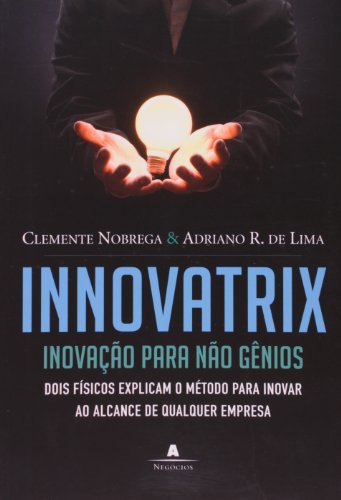 CLEMENTE NOBREGA & ADRIANO R. DE LIMA
INNOVATRIX
INOVAÇÃO PARA NÃO GÊNIOS
DOIS FÍSICOS EXPLICAM O MÉTODO PARA INOVAR
AO ALCANCE DE QUALQUER EMPRESA
A
NEGÓCIOS